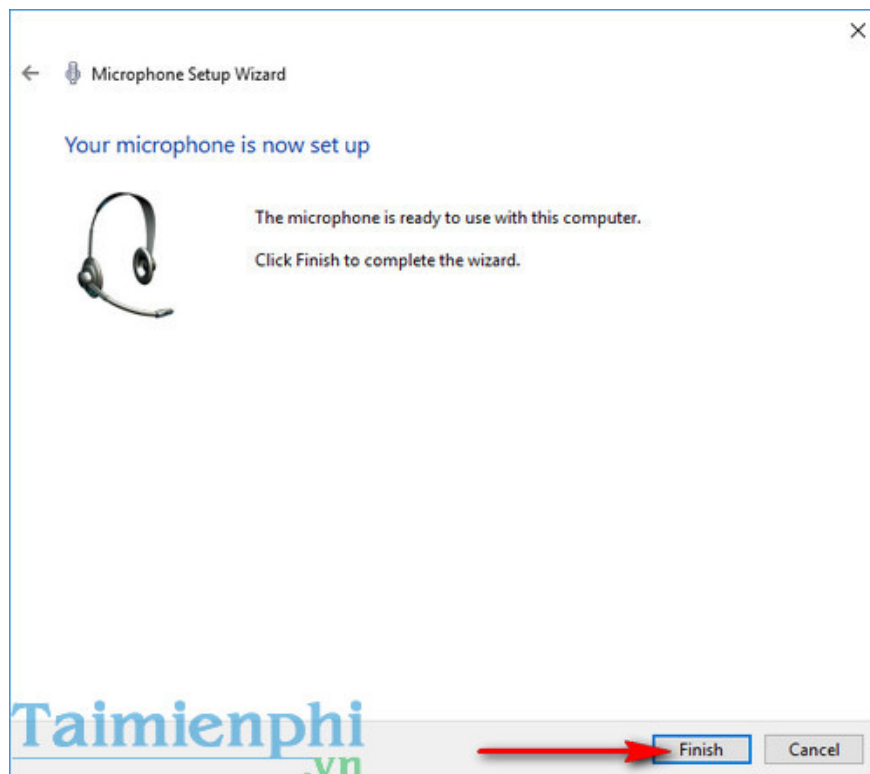 Microphone Setup Wizard
Your microphone is now set up
The microphone is ready to use with this computer.
Click Finish to complete the wizard.
Taimienphi
.vn
Finish
Cancel